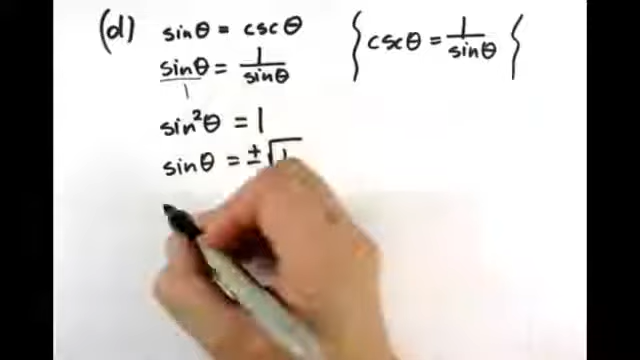 (d) sinθ = cscθ { cscθ = 1/sinθ }
sinθ/1 = 1/sinθ
sin²θ = 1
sinθ = ±√1